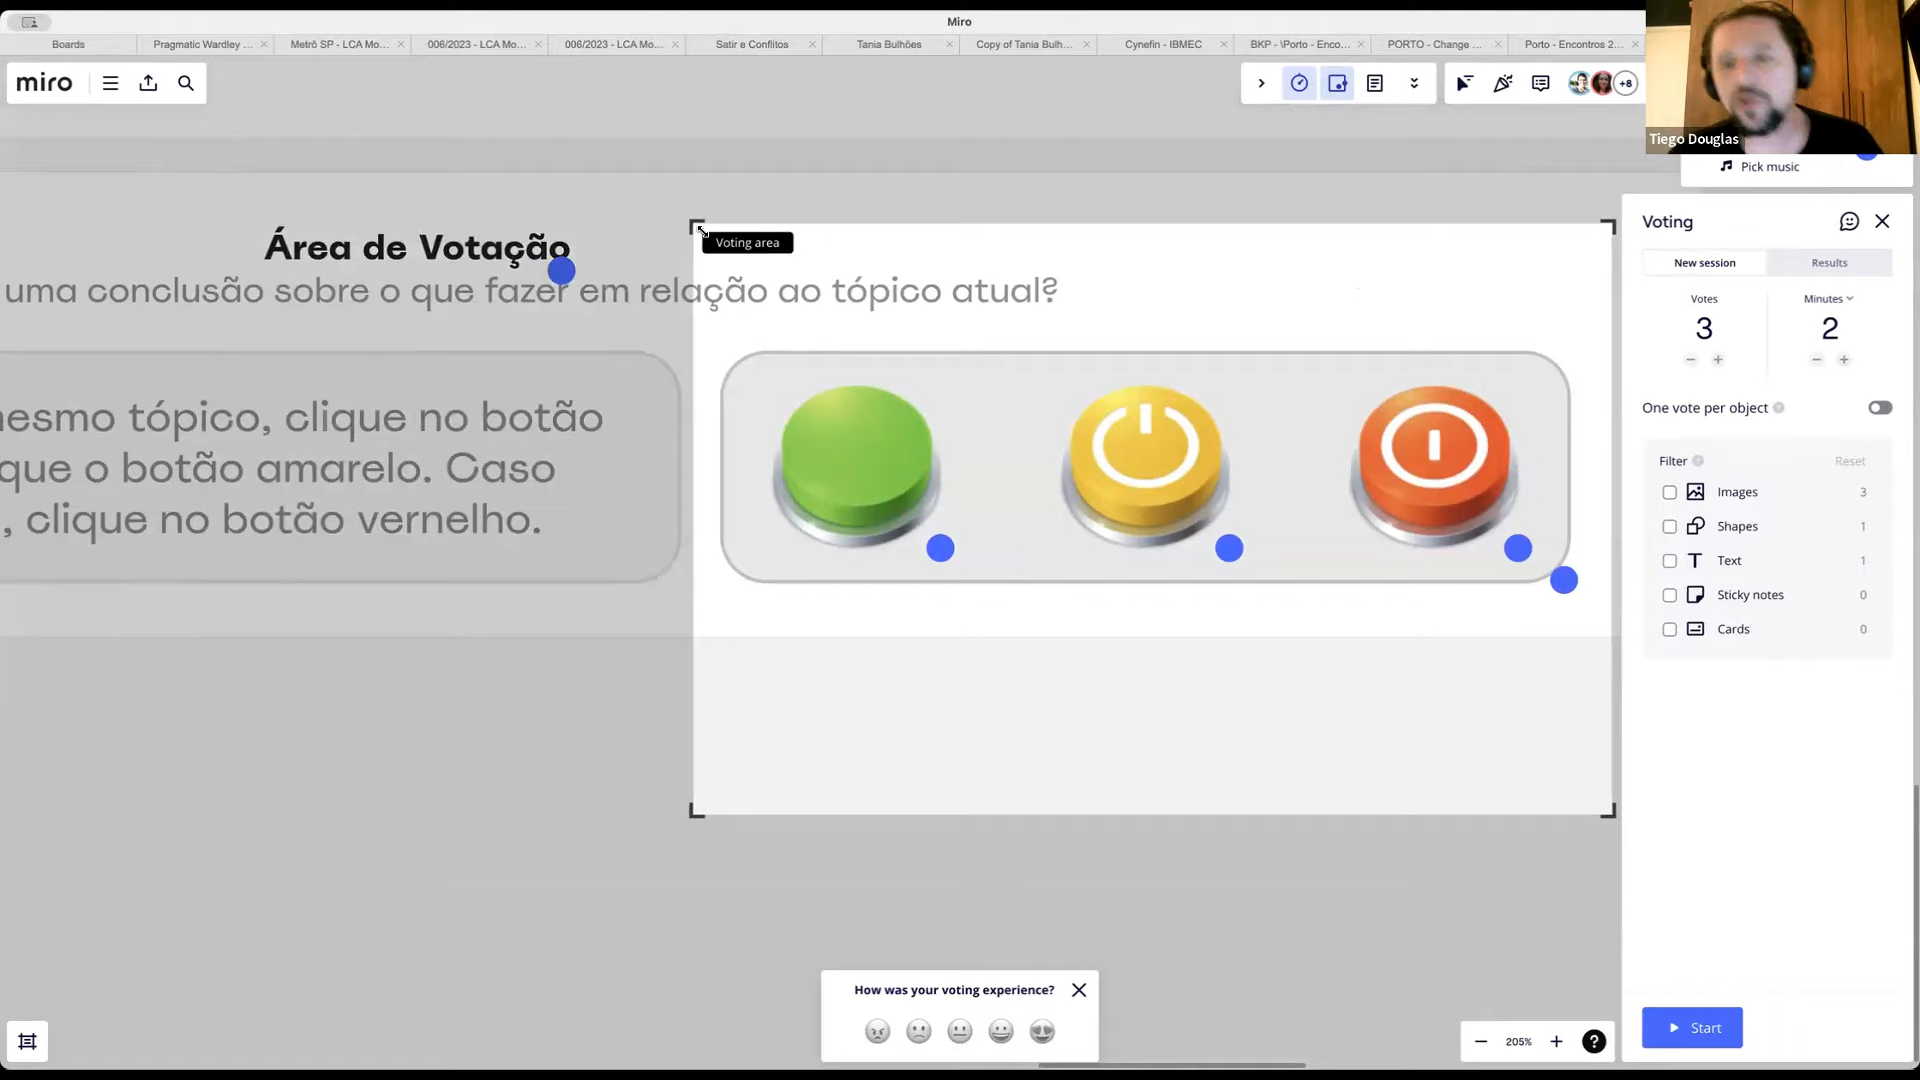 Miro
Boards
Pragmatic Wardley ...
Metrô SP - LCA Mo...
006/2023 - LCA Mo...
006/2023 - LCA Mo...
Satir e Conflitos
Tania Bulhões
Copy of Tania Bulh...
Cynefin - IBMEC
BKP - \Porto - Enco...
PORTO - Change ...
Porto - Encontros 2...
miro
+8
Tiego Douglas
Pick music
Área de Votação
uma conclusão sobre o que fazer em relação ao tópico atual?
Voting area
mesmo tópico, clique no botão
que o botão amarelo. Caso
, clique no botão vernelho.
Voting
New session
Results
Votes
Minutes
3
2
One vote per object
Filter
Reset
Images 3
Shapes 1
Text 1
Sticky notes 0
Cards 0
How was your voting experience?
205%
Start